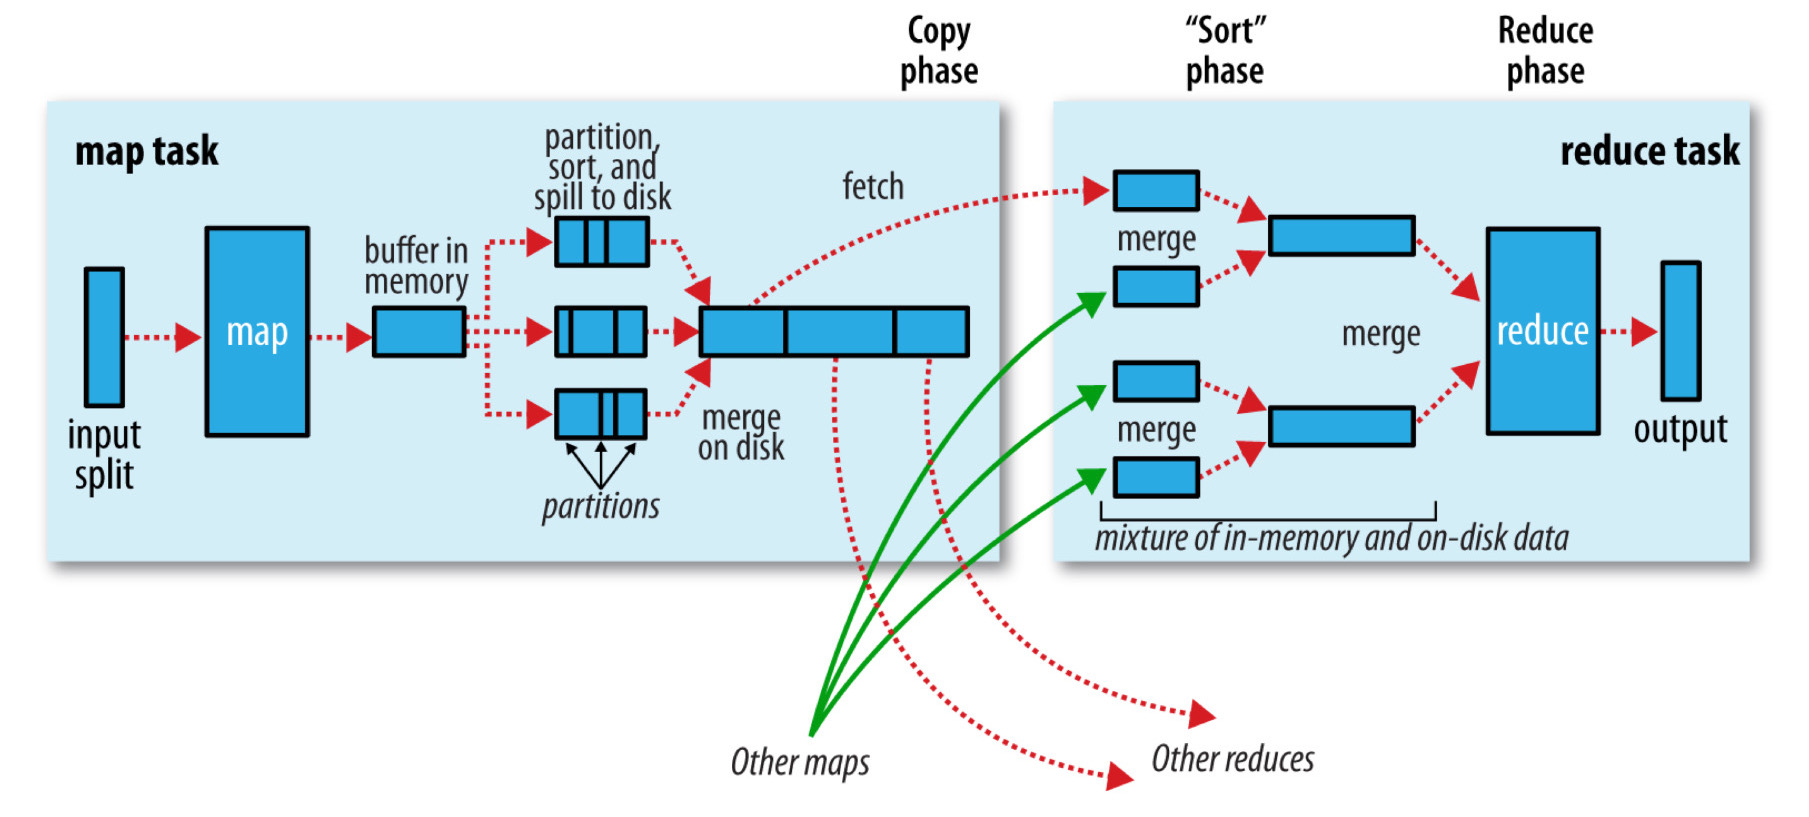 Copy
phase
“Sort”
phase
Reduce
phase
map task
partition,
sort, and
spill to disk
fetch
buffer in
memory
map
input
split
merge
on disk
partitions
reduce task
merge
merge
merge
reduce
output
mixture of in-memory and on-disk data
Other maps
Other reduces